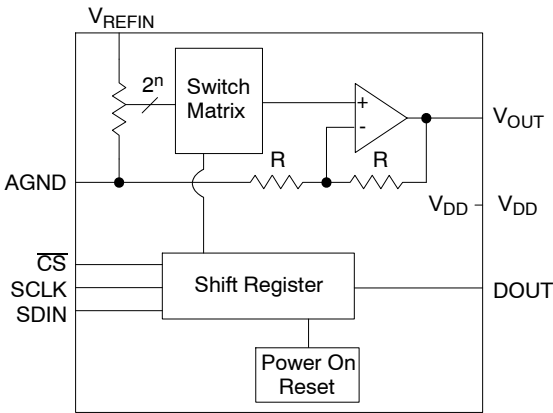 VREFIN
2ⁿ
Switch
Matrix
+
-
VOUT
R
R
AGND
VDD
VDD
CS
SCLK
SDIN
Shift Register
DOUT
Power On
Reset